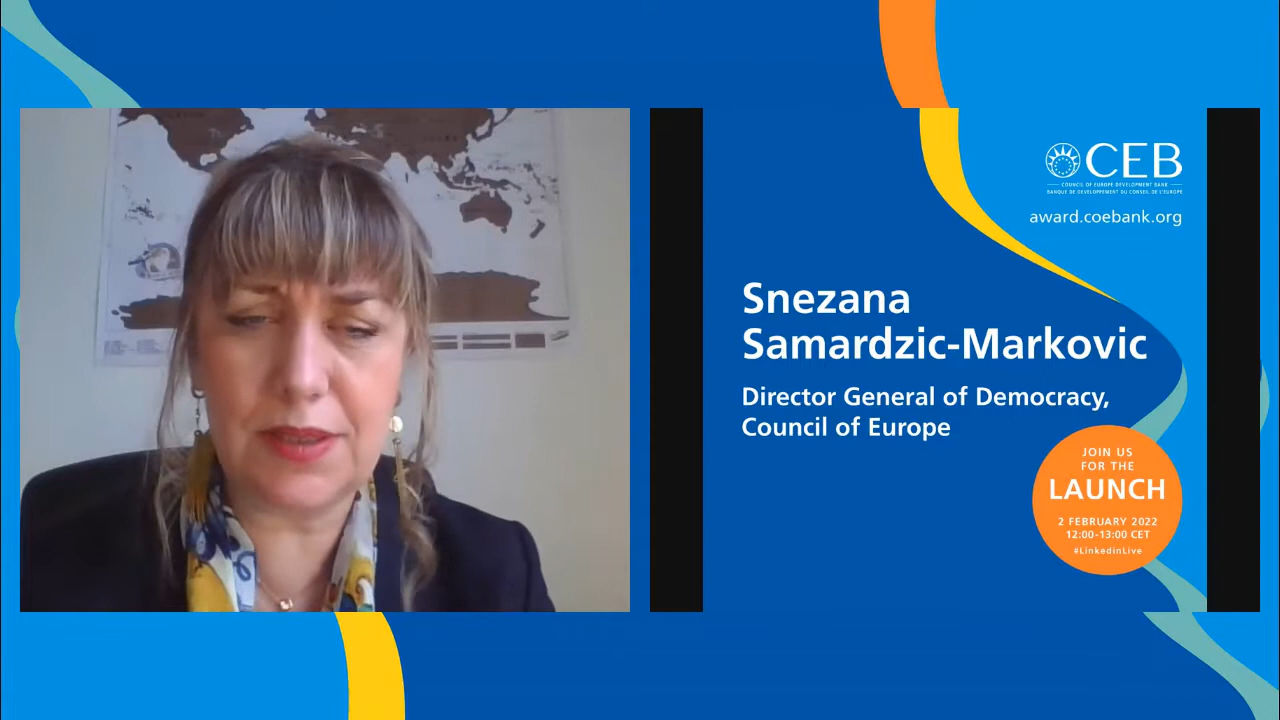 CEB
COUNCIL OF EUROPE DEVELOPMENT BANK
BANQUE DE DÉVELOPPEMENT DU CONSEIL DE L'EUROPE
award.coebank.org
Snezana
Samardzic-Markovic
Director General of Democracy,
Council of Europe
JOIN US
FOR THE
LAUNCH
2 FEBRUARY 2022
12:00-13:00 CET
#LinkedinLive